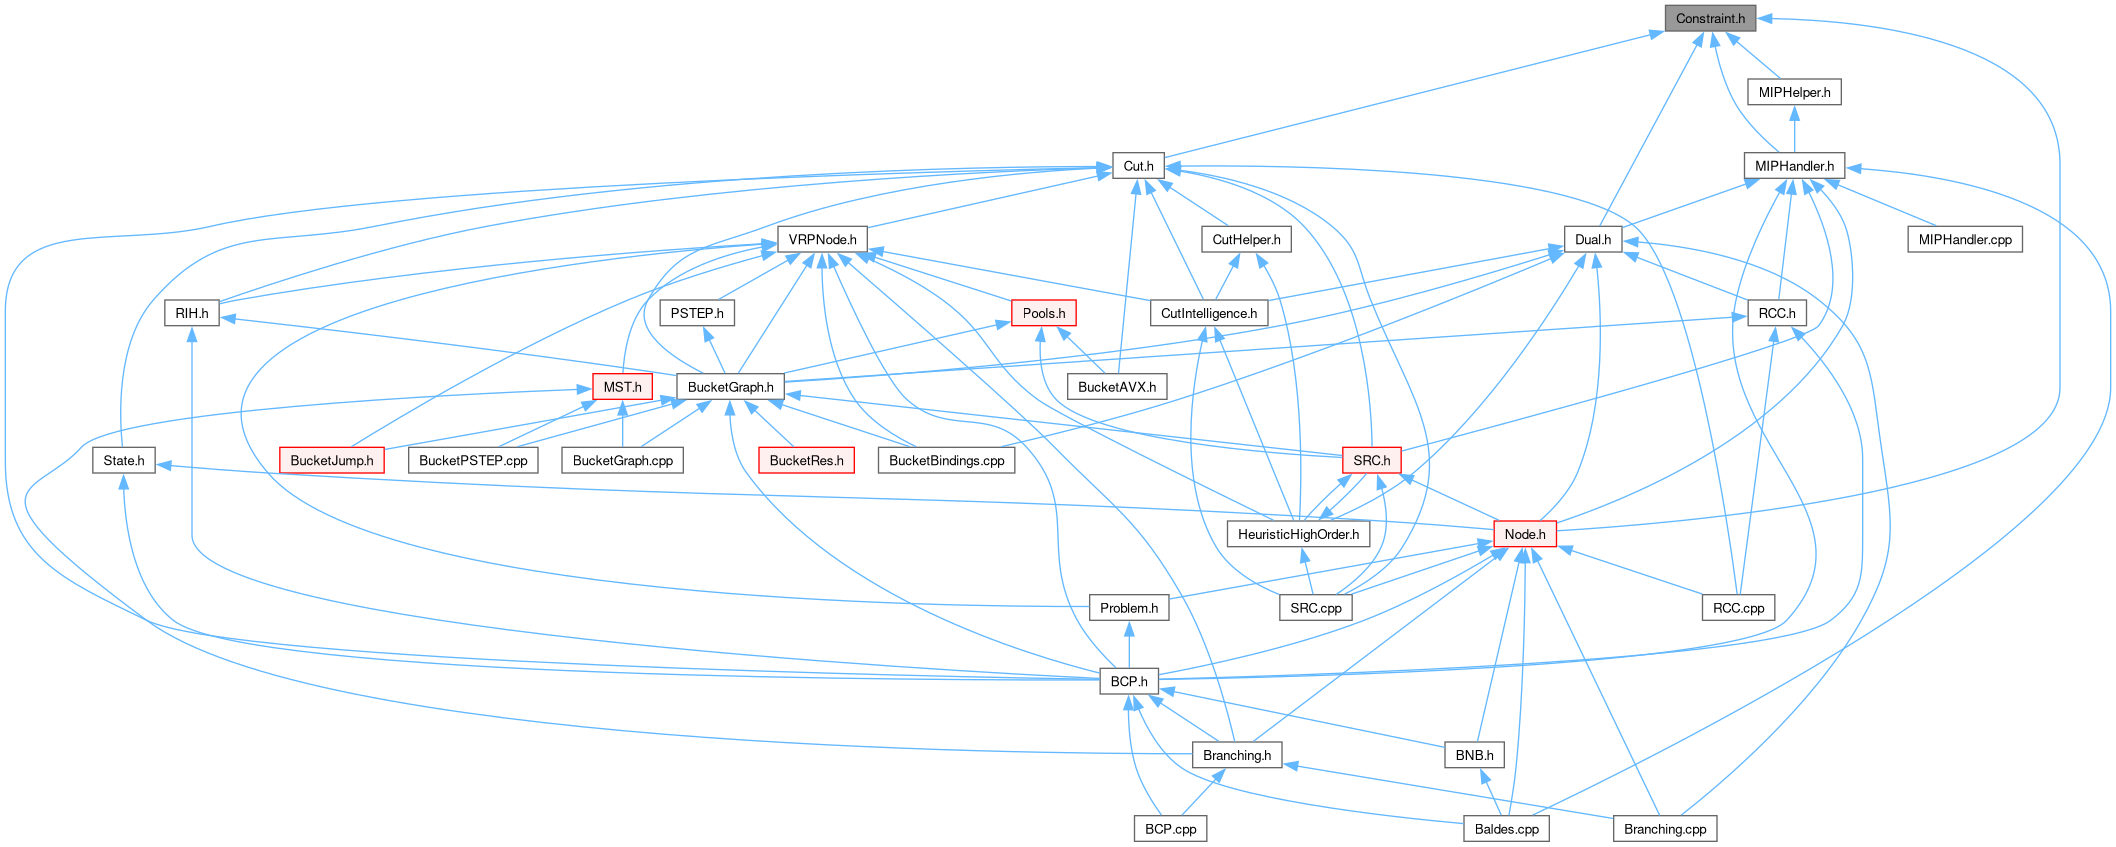 Constraint.h
MIPHelper.h
Cut.h
MIPHandler.h
VRPNode.h
CutHelper.h
Dual.h
MIPHandler.cpp
RIH.h
PSTEP.h
Pools.h
CutIntelligence.h
RCC.h
MST.h
BucketGraph.h
BucketAVX.h
State.h
BucketJump.h
BucketPSTEP.cpp
BucketGraph.cpp
BucketRes.h
BucketBindings.cpp
SRC.h
HeuristicHighOrder.h
Node.h
Problem.h
SRC.cpp
RCC.cpp
BCP.h
Branching.h
BNB.h
BCP.cpp
Baldes.cpp
Branching.cpp